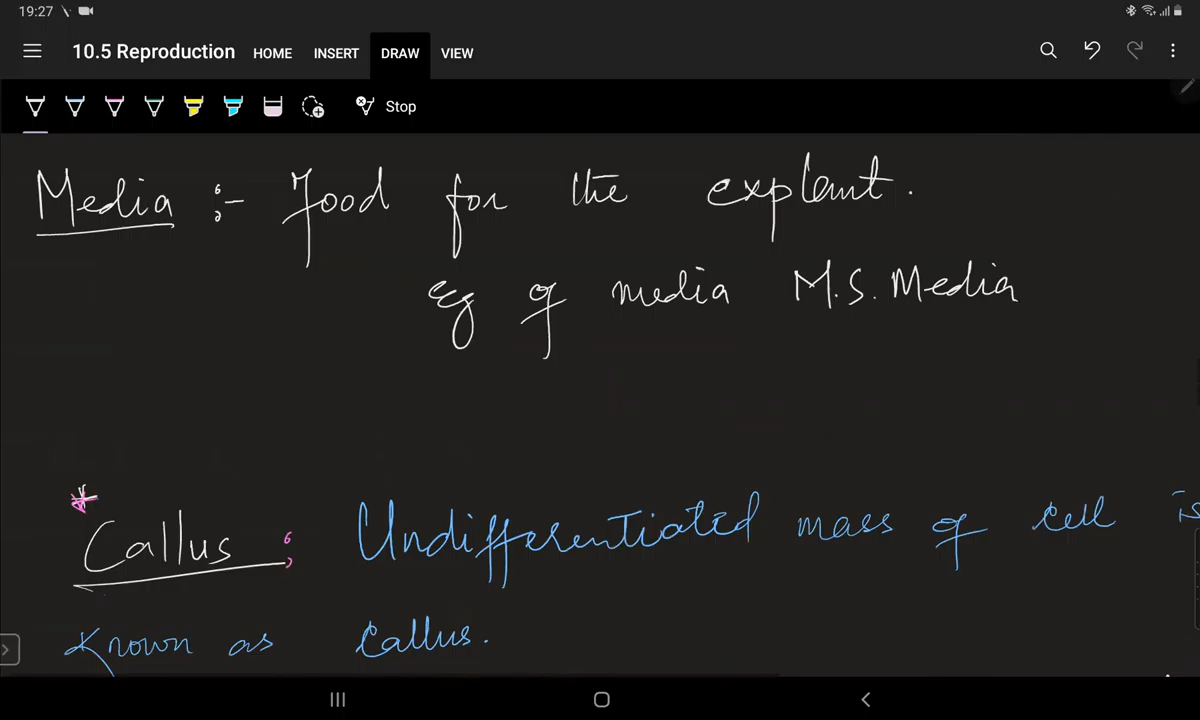 19:27
10.5 Reproduction HOME INSERT DRAW VIEW
Stop
Media :- Food for the explant.
eg of media M.S. Media
* Callus : Undifferentiated mass of cell is
known as callus.